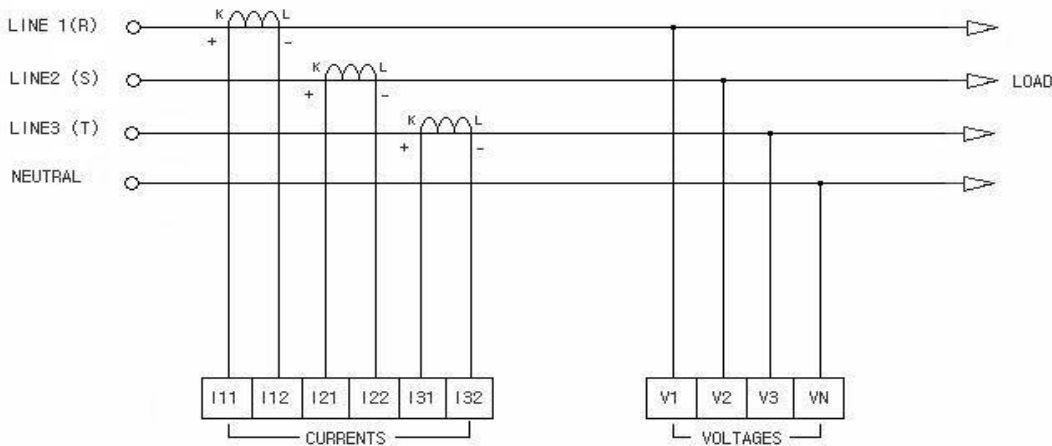 K L
LINE 1(R)
+ -
K L
LINE2 (S)
+ -
LOAD
K L
LINE3 (T)
+ -
NEUTRAL
I11 I12 I21 I22 I31 I32
V1 V2 V3 VN
CURRENTS
VOLTAGES